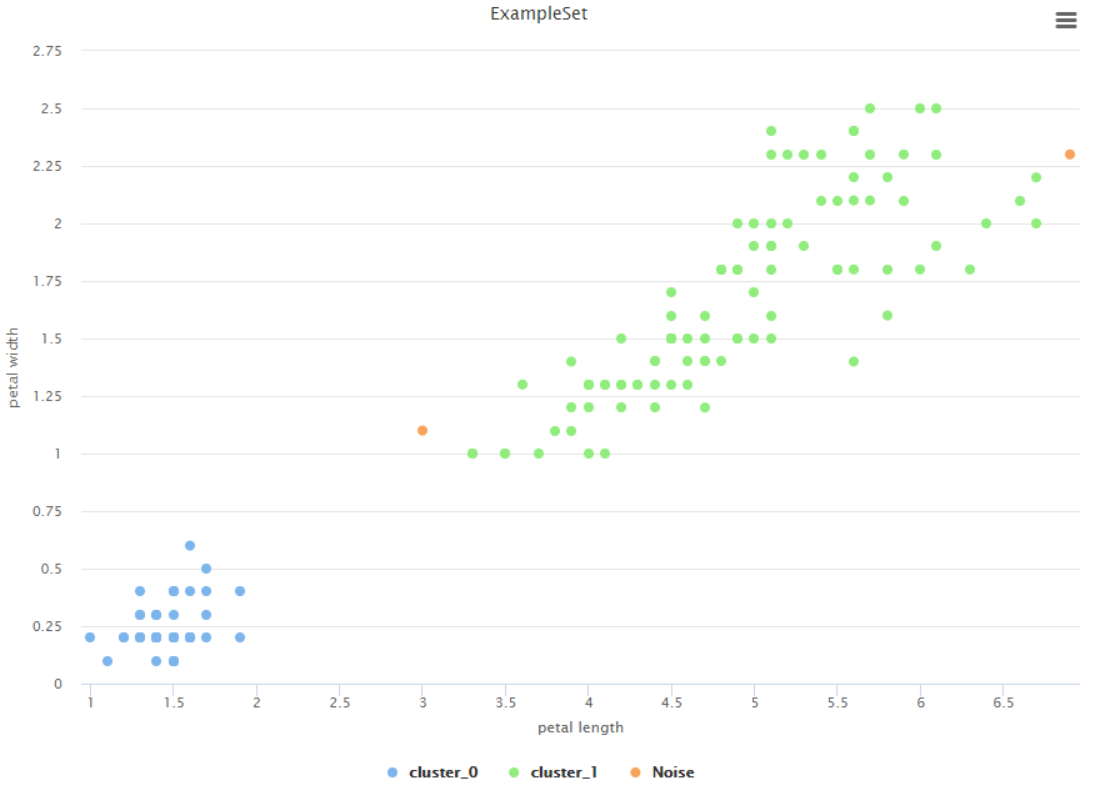 ExampleSet
2.75
2.5
2.25
2
1.75
1.5
1.25
1
0.75
0.5
0.25
0
petal width
1 1.5 2 2.5 3 3.5 4 4.5 5 5.5 6 6.5
petal length
cluster_0 cluster_1 Noise